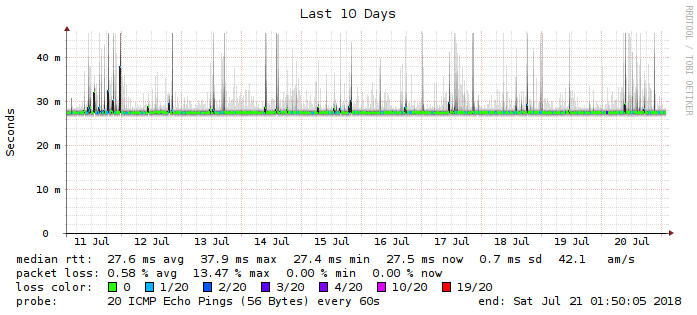 Last 10 Days
RRDTOOL / TOBI OETIKER
Seconds
40 m
30 m
20 m
10 m
0
11 Jul 12 Jul 13 Jul 14 Jul 15 Jul 16 Jul 17 Jul 18 Jul 19 Jul 20 Jul
median rtt: 27.6 ms avg 37.9 ms max 27.4 ms min 27.5 ms now 0.7 ms sd 42.1 am/s
packet loss: 0.58 % avg 13.47 % max 0.00 % min 0.00 % now
loss color: 0 1/20 2/20 3/20 4/20 10/20 19/20
probe: 20 ICMP Echo Pings (56 Bytes) every 60s end: Sat Jul 21 01:50:05 2018